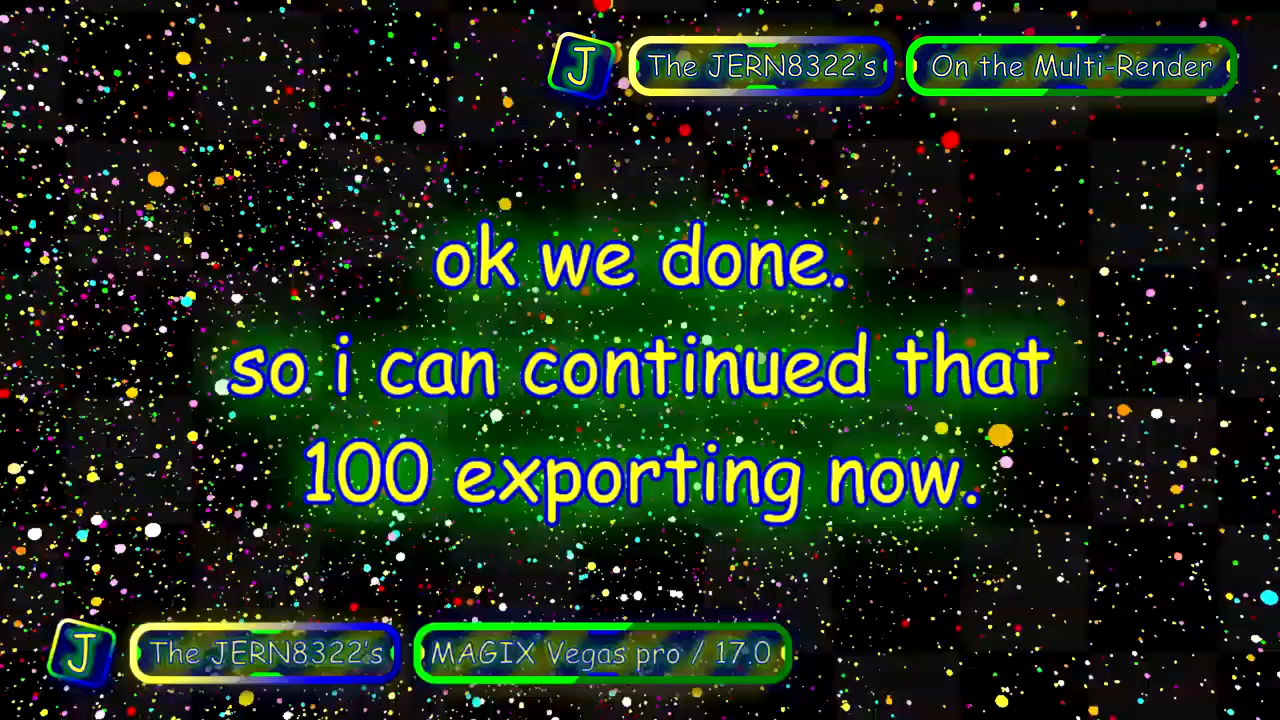 J The JERN8322's On the Multi-Render
ok we done.
so i can continued that
100 exporting now.
J The JERN8322's MAGIX Vegas pro / 17.0